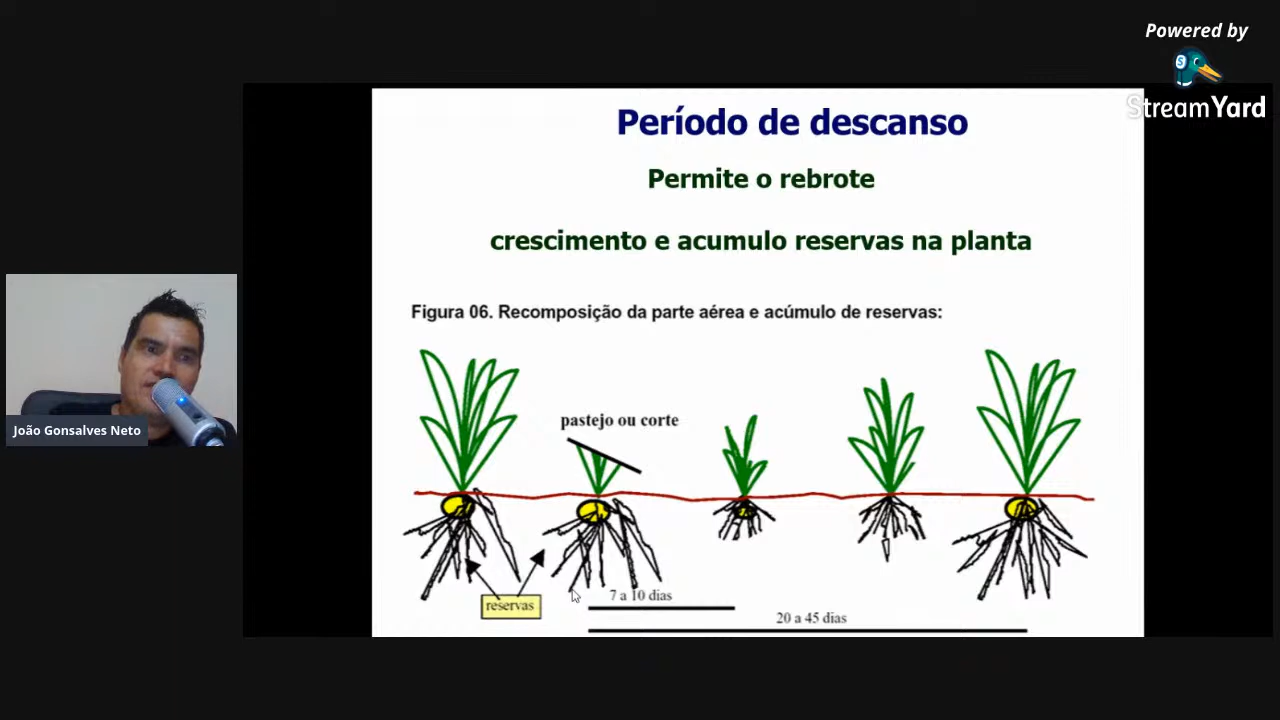 Powered by
StreamYard
Período de descanso
Permite o rebrote
crescimento e acumulo reservas na planta
Figura 06. Recomposição da parte aérea e acúmulo de reservas:
pastejo ou corte
João Gonsalves Neto
reservas
7 a 10 dias
20 a 45 dias